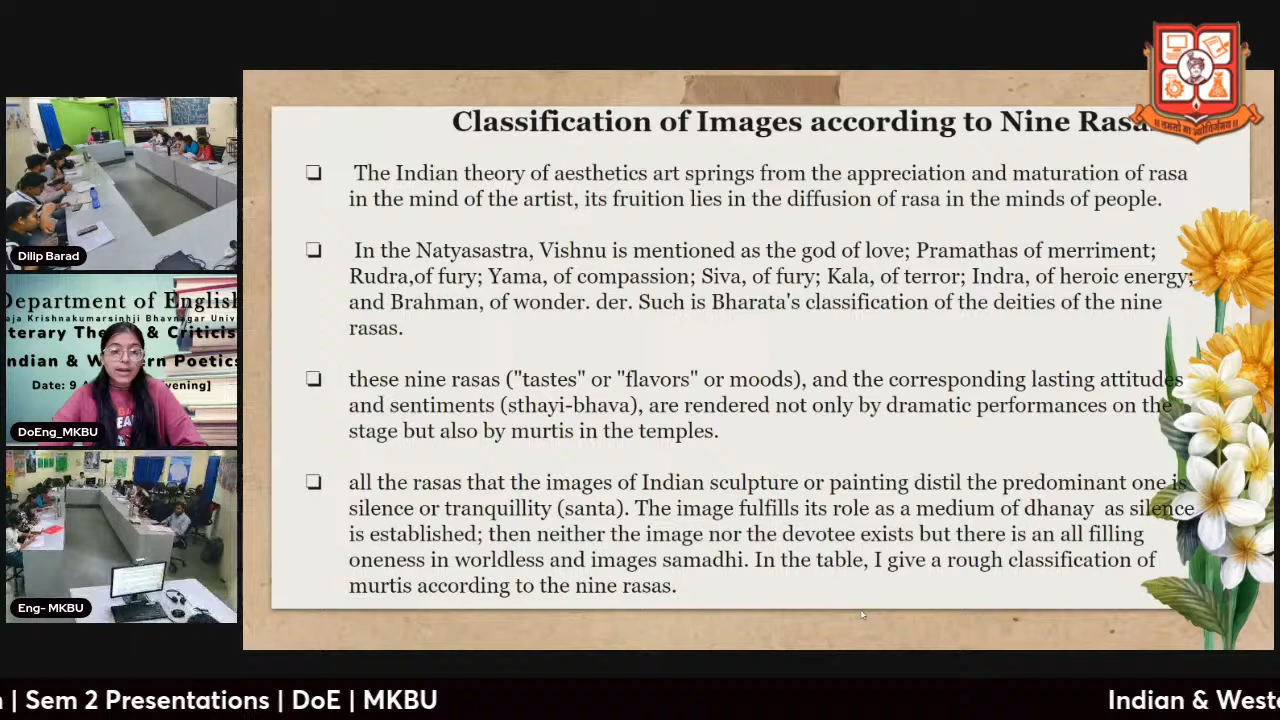 Classification of Images according to Nine Rasa
The Indian theory of aesthetics art springs from the appreciation and maturation of rasa
in the mind of the artist, its fruition lies in the diffusion of rasa in the minds of people.
In the Natyasastra, Vishnu is mentioned as the god of love; Pramathas of merriment;
Rudra,of fury; Yama, of compassion; Siva, of fury; Kala, of terror; Indra, of heroic energy;
and Brahman, of wonder. der. Such is Bharata's classification of the deities of the nine
rasas.
these nine rasas ("tastes" or "flavors" or moods), and the corresponding lasting attitudes
and sentiments (sthayi-bhava), are rendered not only by dramatic performances on the
stage but also by murtis in the temples.
all the rasas that the images of Indian sculpture or painting distil the predominant one is
silence or tranquillity (santa). The image fulfills its role as a medium of dhanay as silence
is established; then neither the image nor the devotee exists but there is an all filling
oneness in worldless and images samadhi. In the table, I give a rough classification of
murtis according to the nine rasas.
Dilip Barad
Department of English
aja Krishnakumarsinhji Bhavnagar Univ
terary & Criticis
Indian & Poetics
Date: 9
DoEng_MKBU
Eng- MKBU
| Sem 2 Presentations | DoE | MKBU
Indian & Weste